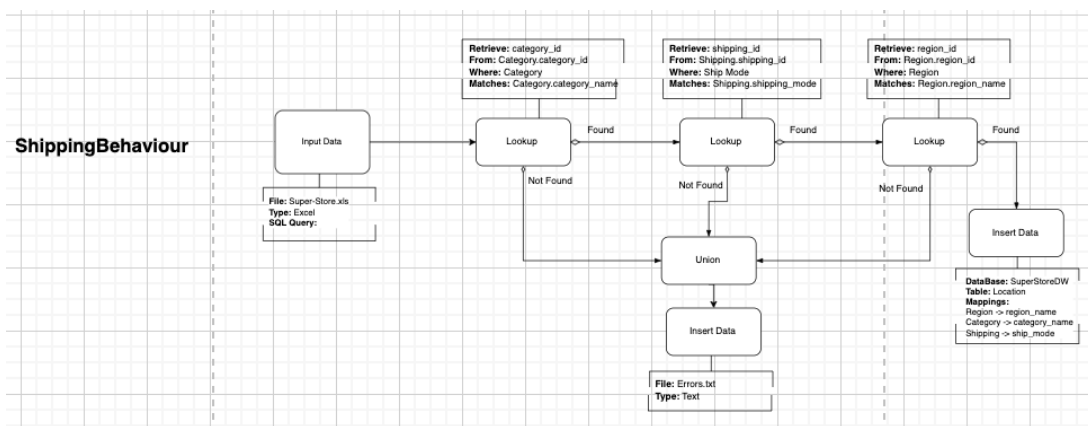 Retrieve: category_id
From: Category.category_id
Where: Category
Matches: Category.category_name
Retrieve: shipping_id
From: Shipping.shipping_id
Where: Ship Mode
Matches: Shipping.shipping_mode
Retrieve: region_id
From: Region.region_id
Where: Region
Matches: Region.region_name
ShippingBehaviour
Input Data
Lookup
Found
Lookup
Found
Lookup
Found
Not Found
Not Found
Not Found
File: Super-Store.xls
Type: Excel
SQL Query:
Union
Insert Data
DataBase: SuperStoreDW
Table: Location
Mappings:
Region -> region_name
Category -> category_name
Shipping -> ship_mode
Insert Data
File: Errors.txt
Type: Text